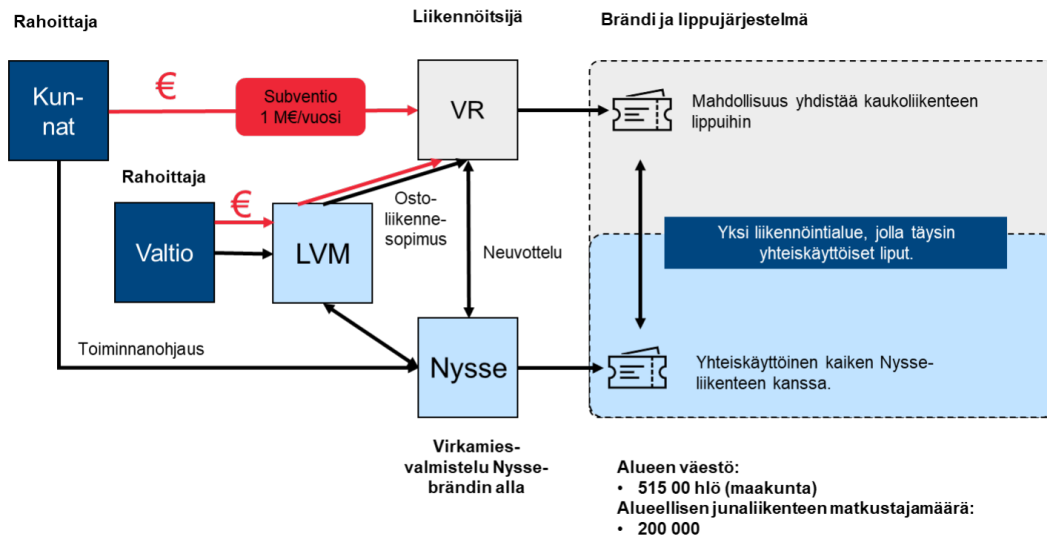 Rahoittaja
Liikennöitsijä
Brändi ja lippujärjestelmä
Kun-
nat
€
Subventio
1 M€/vuosi
VR
Mahdollisuus yhdistää kaukoliikenteen
lippuihin
Rahoittaja
€
Valtio
LVM
Osto-
liikenne-
sopimus
Neuvottelu
Yksi liikennöintialue, jolla täysin
yhteiskäyttöiset liput.
Toiminnanohjaus
Nysse
Yhteiskäyttöinen kaiken Nysse-
liikenteen kanssa.
Virkamies-
valmistelu Nysse-
brändin alla
Alueen väestö:
• 515 00 hlö (maakunta)
Alueellisen junaliikenteen matkustajamäärä:
• 200 000